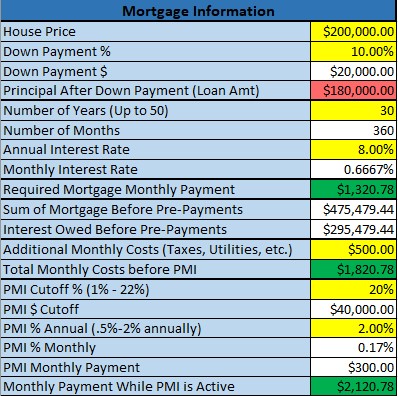 Mortgage Information
House Price $200,000.00
Down Payment % 10.00%
Down Payment $ $20,000.00
Principal After Down Payment (Loan Amt) $180,000.00
Number of Years (Up to 50) 30
Number of Months 360
Annual Interest Rate 8.00%
Monthly Interest Rate 0.6667%
Required Mortgage Monthly Payment $1,320.78
Sum of Mortgage Before Pre-Payments $475,479.44
Interest Owed Before Pre-Payments $295,479.44
Additional Monthly Costs (Taxes, Utilities, etc.) $500.00
Total Monthly Costs before PMI $1,820.78
PMI Cutoff % (1% - 22%) 20%
PMI $ Cutoff $40,000.00
PMI % Annual (.5%-2% annually) 2.00%
PMI % Monthly 0.17%
PMI Monthly Payment $300.00
Monthly Payment While PMI is Active $2,120.78